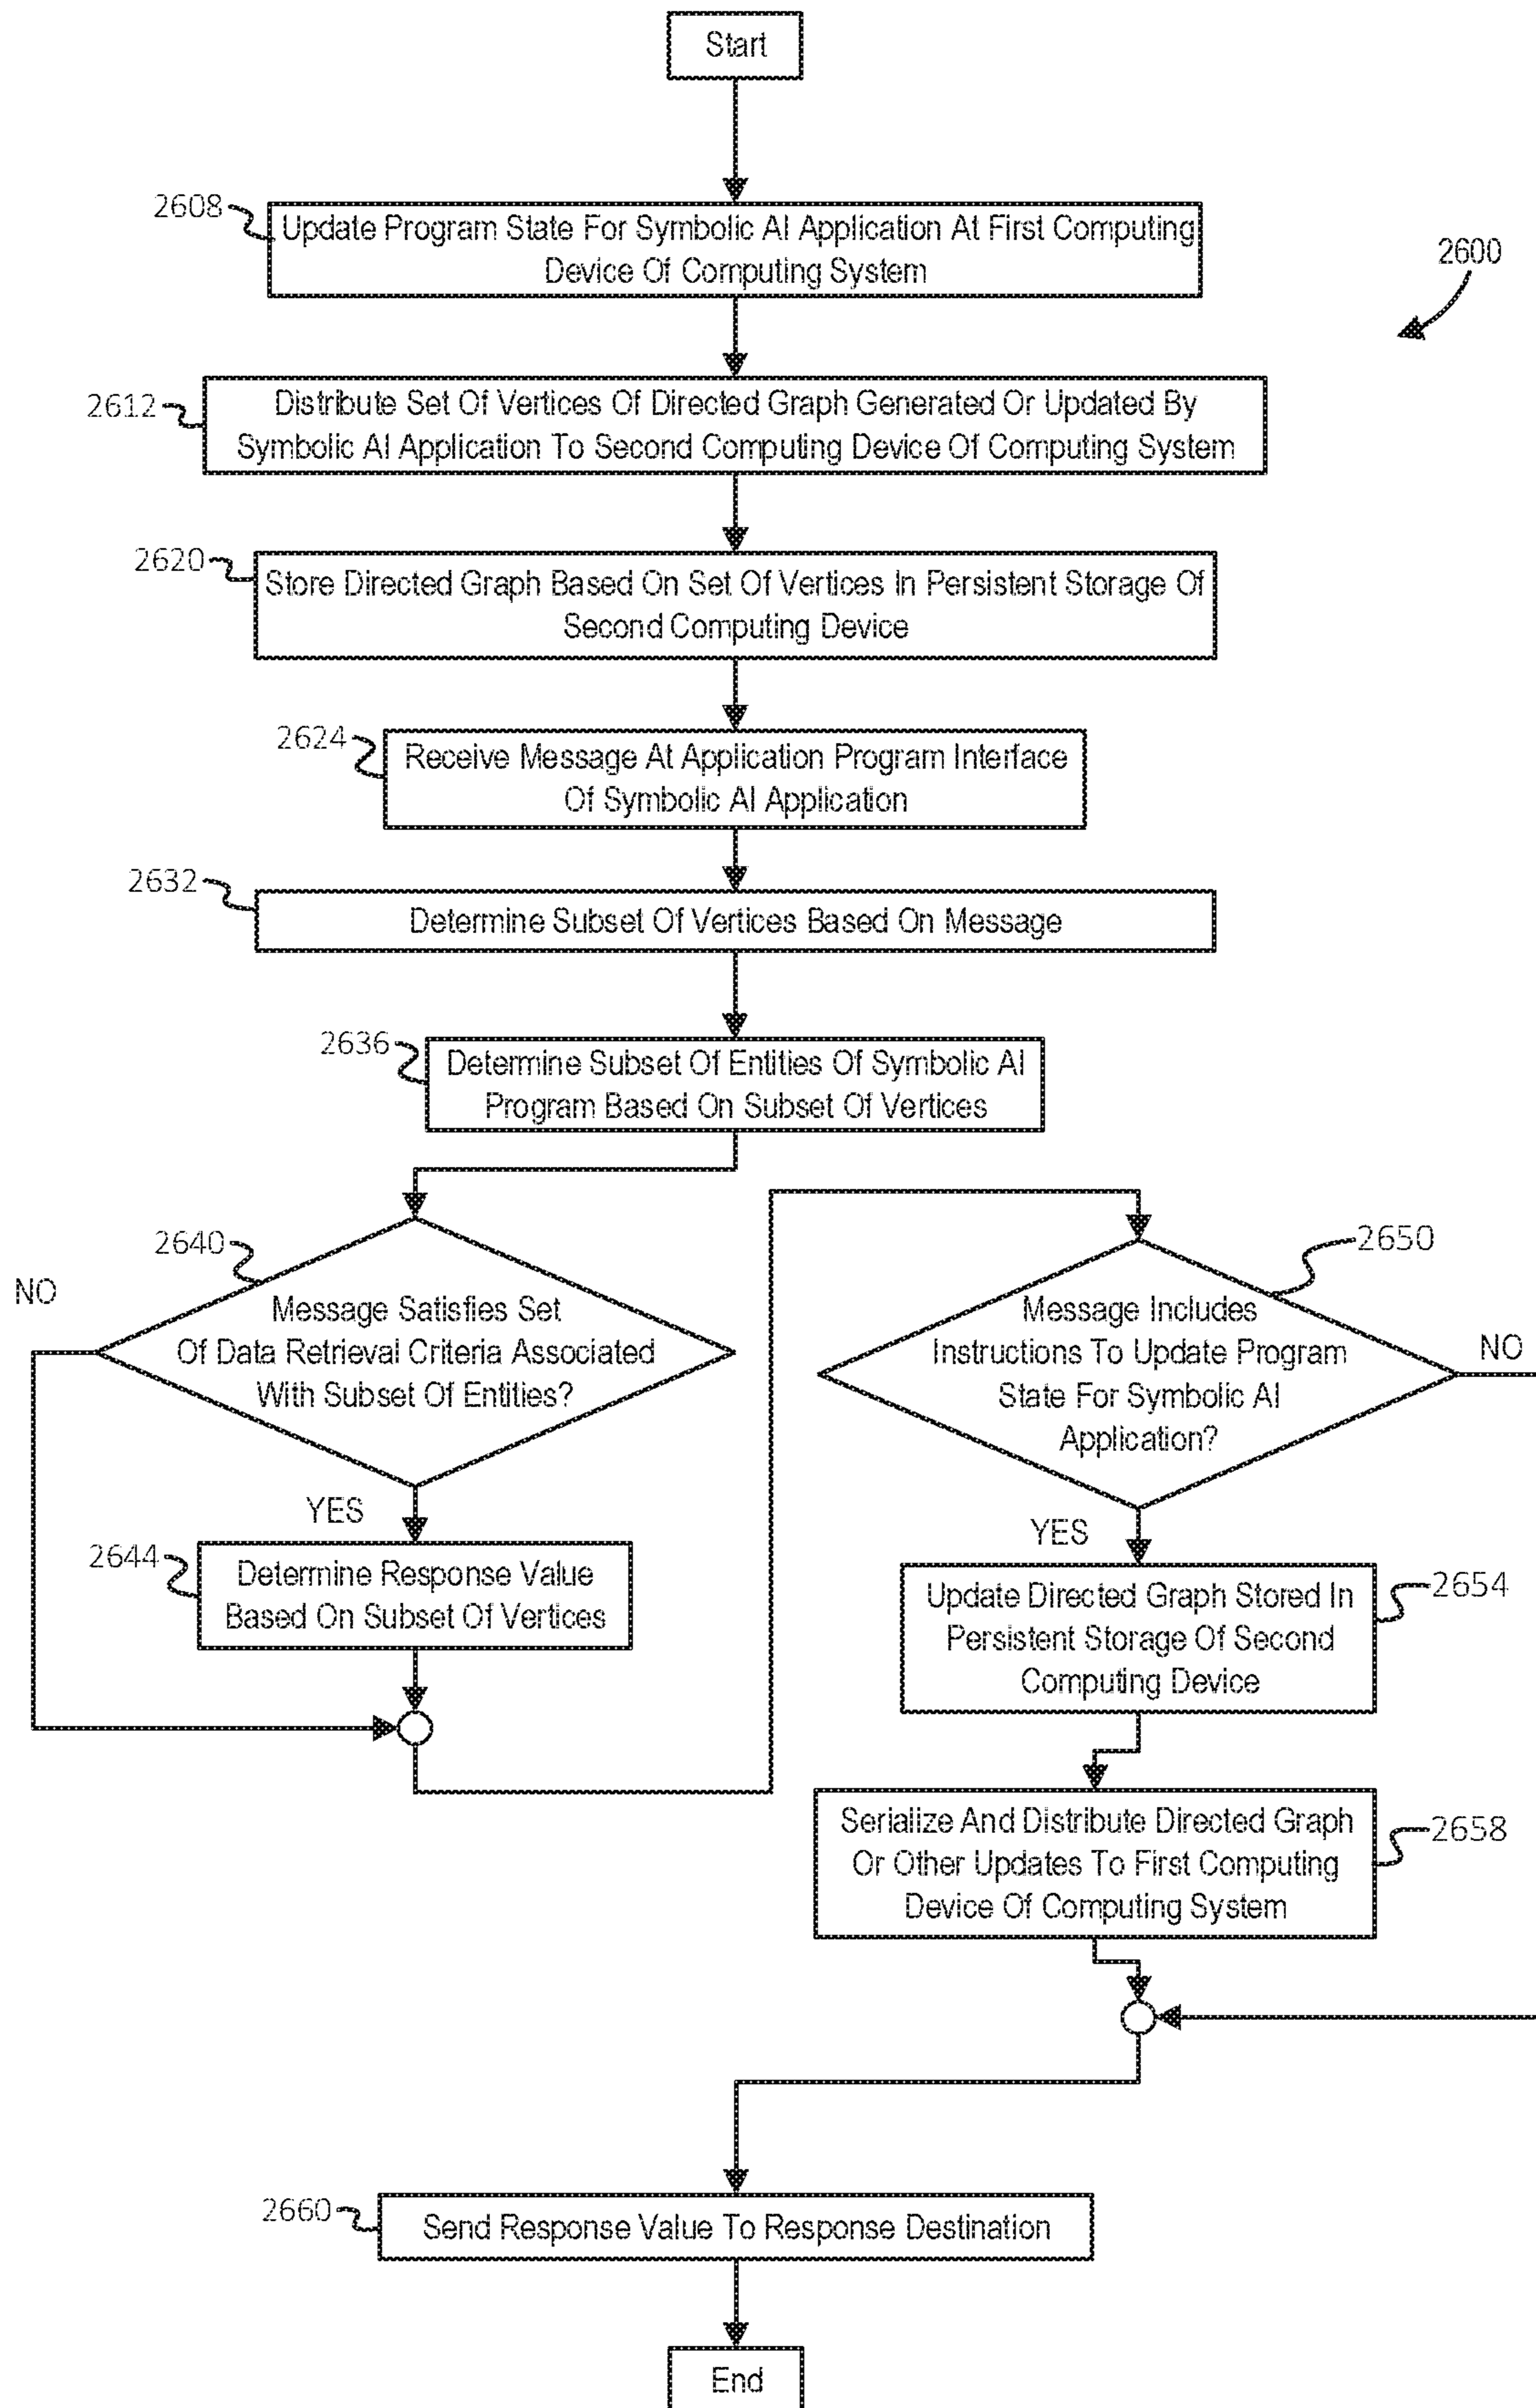 Start
2608
Update Program State For Symbolic AI Application At First Computing
Device Of Computing System
2600
2612
Distribute Set Of Vertices Of Directed Graph Generated Or Updated By
Symbolic AI Application To Second Computing Device Of Computing System
2620
Store Directed Graph Based On Set Of Vertices In Persistent Storage Of
Second Computing Device
2624
Receive Message At Application Program Interface
Of Symbolic AI Application
2632
Determine Subset Of Vertices Based On Message
2636
Determine Subset Of Entities Of Symbolic AI
Program Based On Subset Of Vertices
2640
NO
Message Satisfies Set
Of Data Retrieval Criteria Associated
With Subset Of Entities?
YES
2644
Determine Response Value
Based On Subset Of Vertices
2650
Message Includes
Instructions To Update Program
State For Symbolic AI
Application?
NO
YES
2654
Update Directed Graph Stored In
Persistent Storage Of Second
Computing Device
2658
Serialize And Distribute Directed Graph
Or Other Updates To First Computing
Device Of Computing System
2660
Send Response Value To Response Destination
End